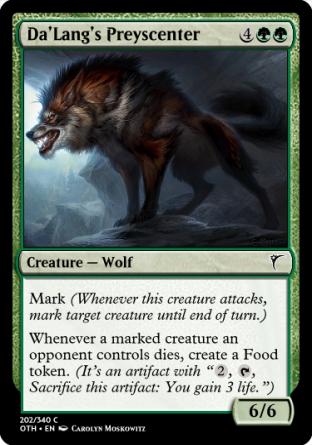 Da'Lang's Preyscenter 4
Creature — Wolf
Mark (Whenever this creature attacks,
mark target creature until end of turn.)
Whenever a marked creature an
opponent controls dies, create a Food
token. (It's an artifact with “2, ,
Sacrifice this artifact: You gain 3 life.”)
6/6
202/340 C
OTH • EN Carolyn Moskowitz